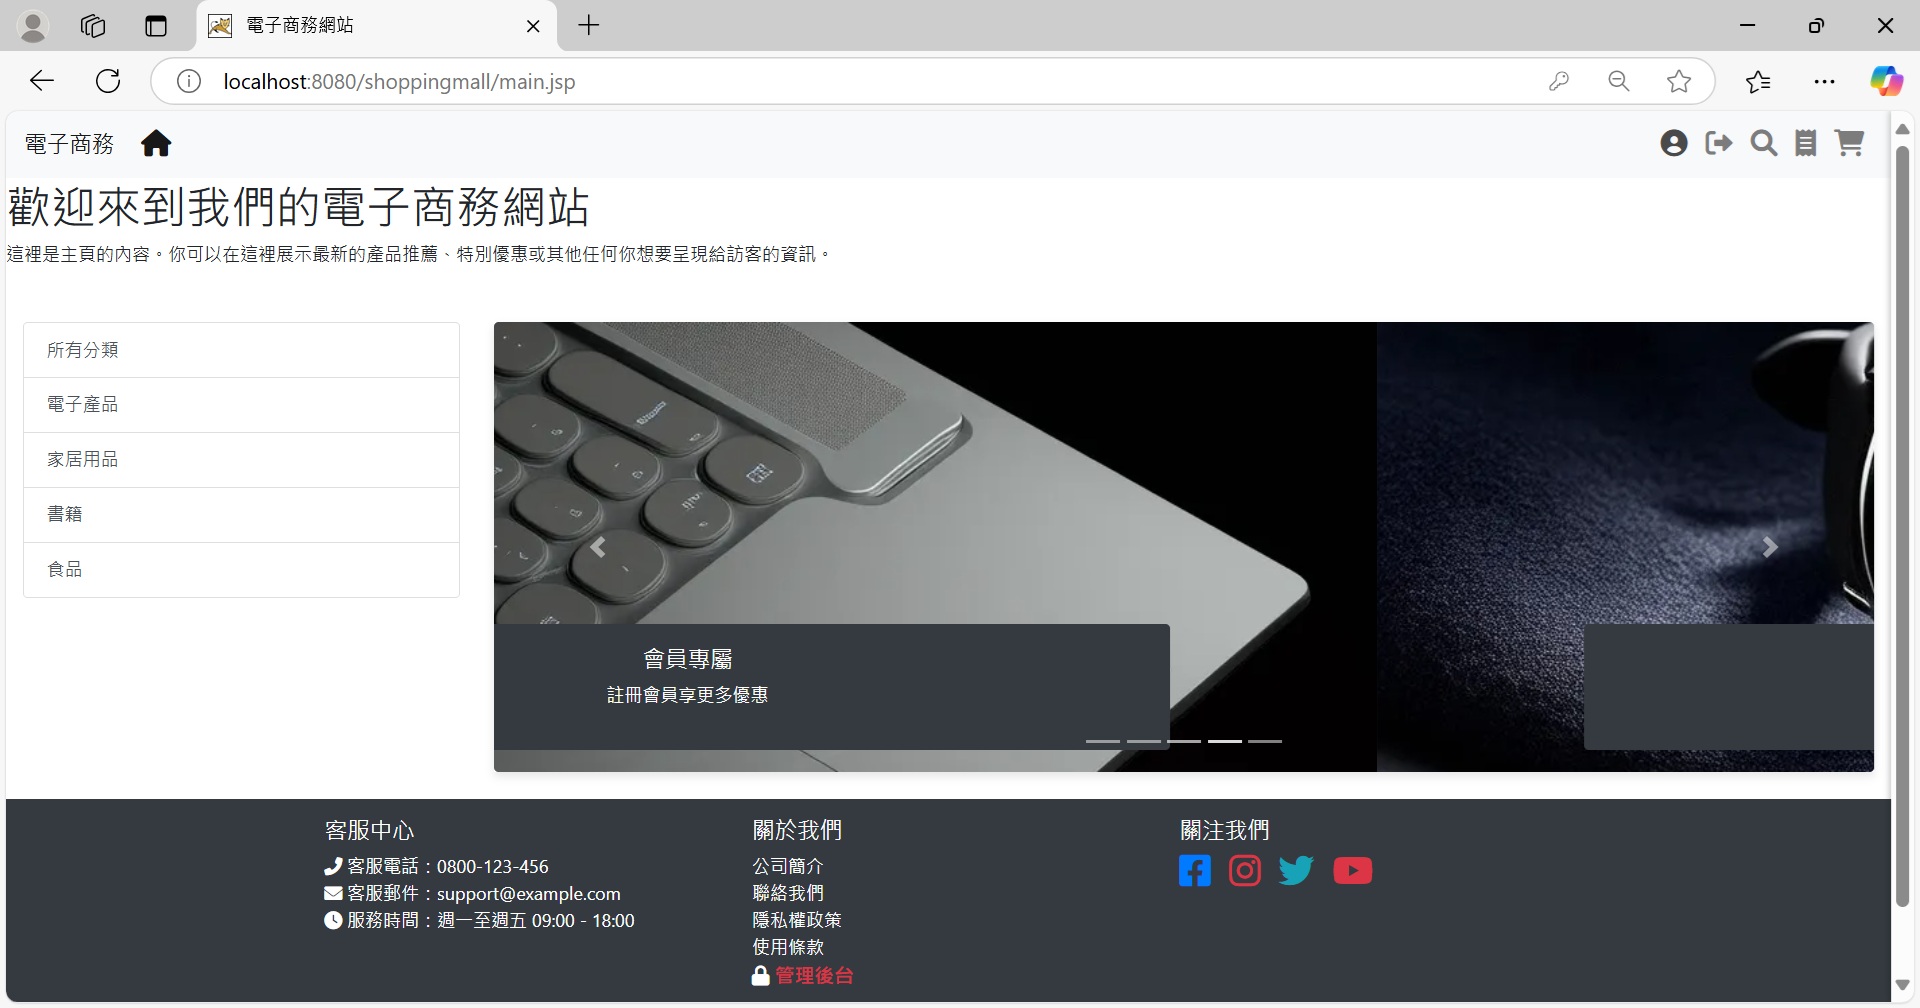 電子商務網站
localhost:8080/shoppingmall/main.jsp
電子商務
歡迎來到我們的電子商務網站
這裡是主頁的內容。你可以在這裡展示最新的產品推薦、特別優惠或其他任何你想要呈現給訪客的資訊。
所有分類
電子產品
家居用品
書籍
食品
會員專屬
註冊會員享更多優惠
客服中心
客服電話：0800-123-456
客服郵件：support@example.com
服務時間：週一至週五 09:00 - 18:00
關於我們
公司簡介
聯絡我們
隱私權政策
使用條款
管理後台
關注我們